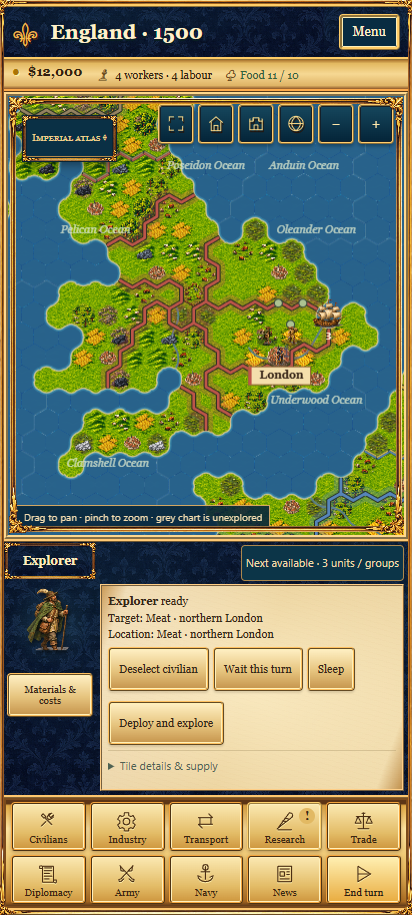 England · 1500
Menu
$12,000
4 workers · 4 labour
Food 11 / 10
Imperial atlas
−
+
Poseidon Ocean
Anduin Ocean
Pelican Ocean
Oleander Ocean
3
London
Underwood Ocean
Clamshell Ocean
Drag to pan · pinch to zoom · grey chart is unexplored
Explorer
Next available · 3 units / groups
Explorer ready
Target: Meat · northern London
Location: Meat · northern London
Deselect civilian
Wait this turn
Sleep
Materials &
costs
Deploy and explore
Tile details & supply
!
Civilians
Industry
Transport
Research
Trade
Diplomacy
Army
Navy
News
End turn